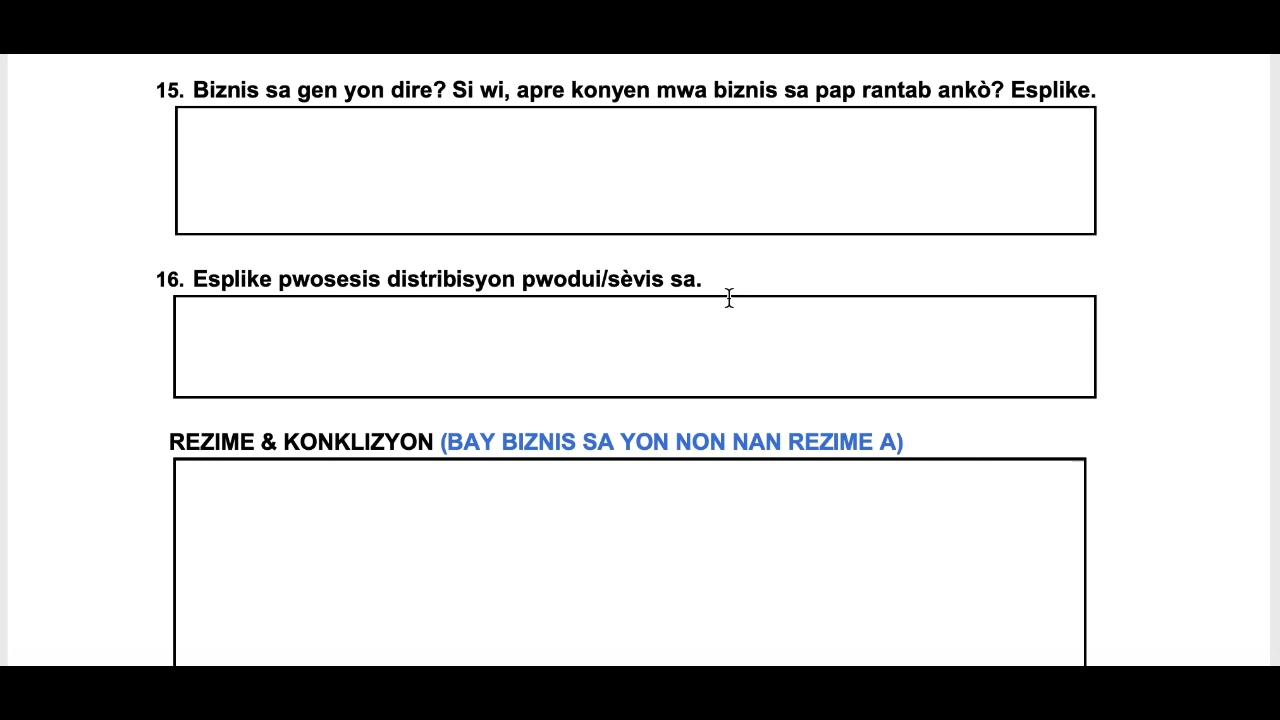 15. Biznis sa gen yon dire? Si wi, apre konyen mwa biznis sa pap rantab ankò? Esplike.
16. Esplike pwosesis distribisyon pwodui/sèvis sa.
REZIME & KONKLIZYON (BAY BIZNIS SA YON NON NAN REZIME A)